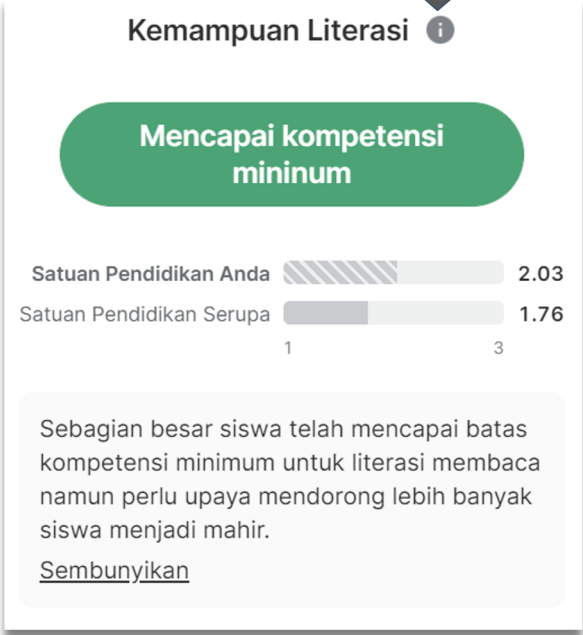 Kemampuan Literasi
Mencapai kompetensi
mininum
Satuan Pendidikan Anda 2.03
Satuan Pendidikan Serupa 1.76
1 3
Sebagian besar siswa telah mencapai batas
kompetensi minimum untuk literasi membaca
namun perlu upaya mendorong lebih banyak
siswa menjadi mahir.
Sembunyikan